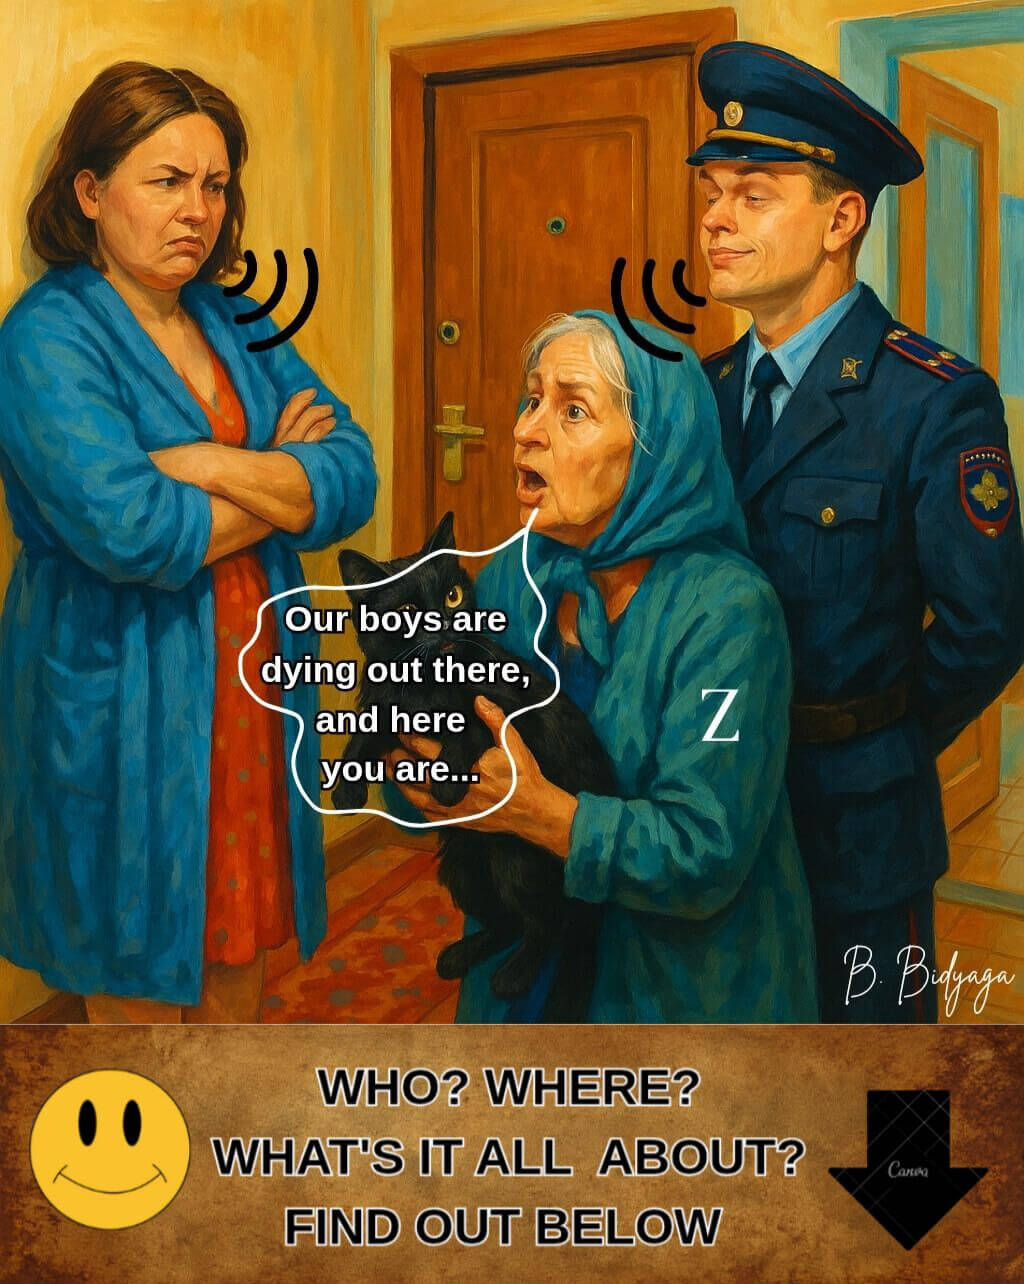 Our boys are
dying out there,
and here
you are...
Z
B. Bidyaga
WHO? WHERE?
WHAT'S IT ALL ABOUT?
FIND OUT BELOW
Canva